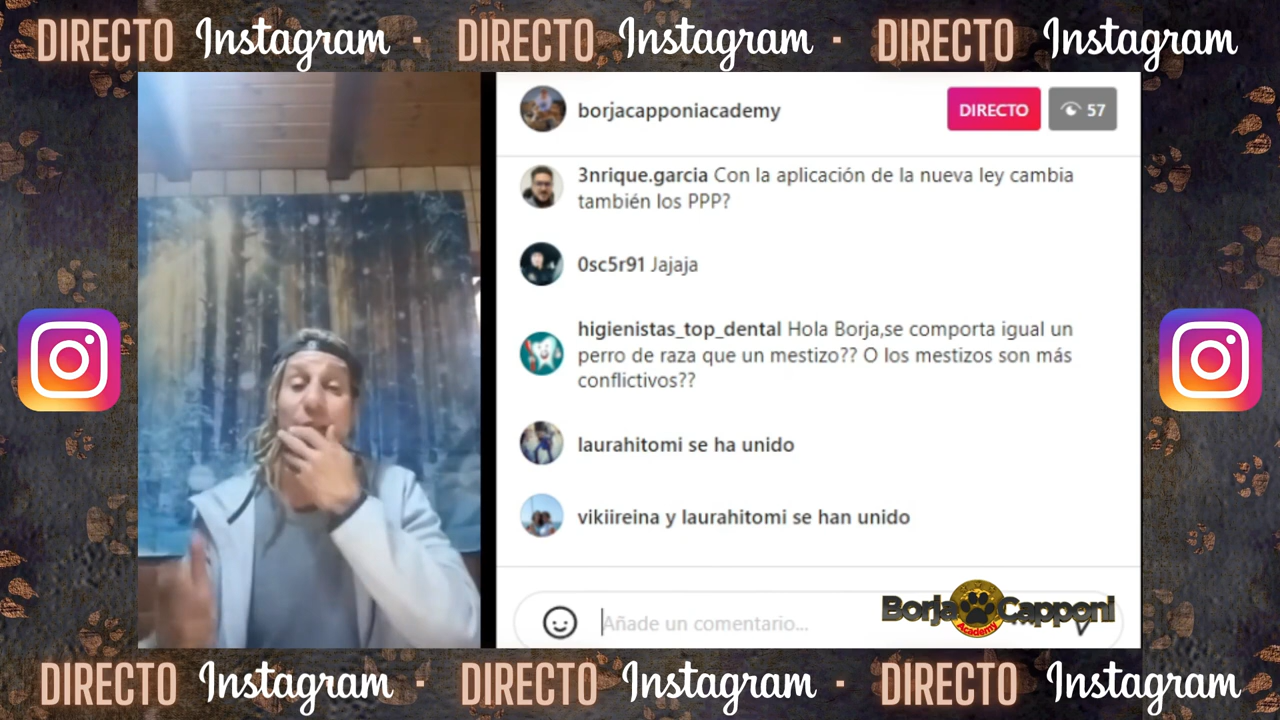 DIRECTO Instagram · DIRECTO Instagram · DIRECTO Instagram
borjacapponiacademy
DIRECTO
57
3nrique.garcia Con la aplicación de la nueva ley cambia
también los PPP?
0sc5r91 Jajaja
higienistas_top_dental Hola Borja,se comporta igual un
perro de raza que un mestizo?? O los mestizos son más
conflictivos??
laurahitomi se ha unido
vikiireina y laurahitomi se han unido
Añade un comentario...
Borja Capponi
Academy
DIRECTO Instagram · DIRECTO Instagram · DIRECTO Instagram